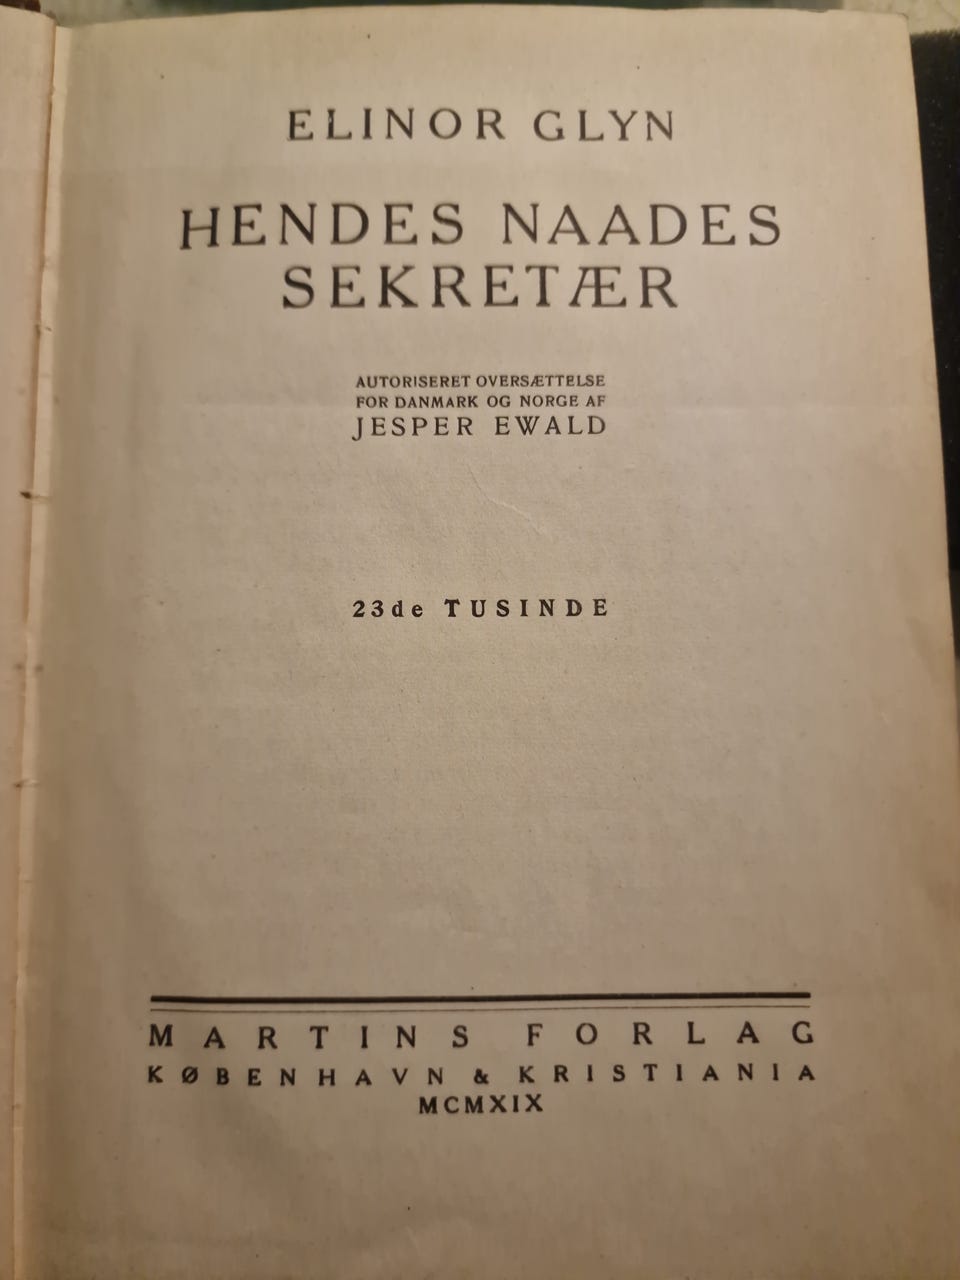 ELINOR GLYN
HENDES NAADES
SEKRETÆR
AUTORISERET OVERSÆTTELSE
FOR DANMARK OG NORGE AF
JESPER EWALD
23de TUSINDE
MARTINS FORLAG
KØBENHAVN & KRISTIANIA
MCMXIX